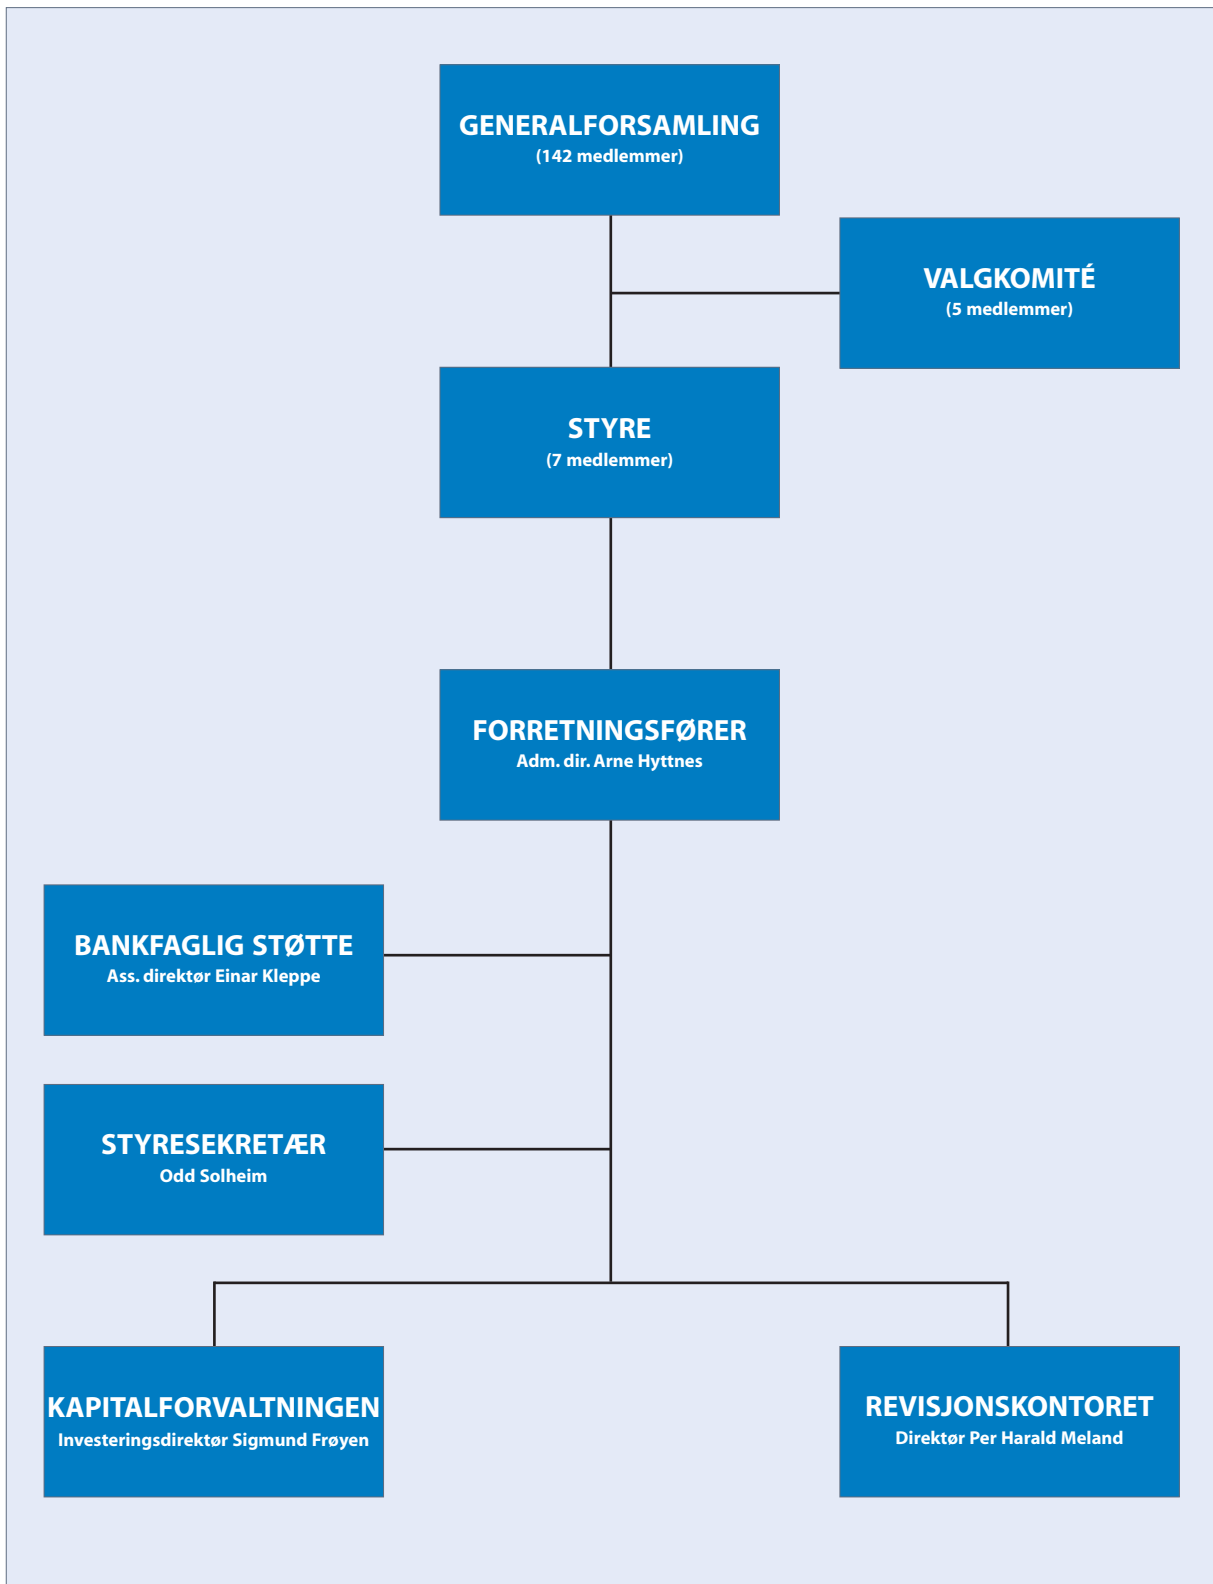 GENERALFORSAMLING
(142 medlemmer)
VALGKOMITÉ
(5 medlemmer)
STYRE
(7 medlemmer)
FORRETNINGSFØRER
Adm. dir. Arne Hyttnes
BANKFAGLIG STØTTE
Ass. direktør Einar Kleppe
STYRESEKRETÆR
Odd Solheim
KAPITALFORVALTNINGEN
Investeringsdirektør Sigmund Frøyen
REVISJONSKONTORET
Direktør Per Harald Meland